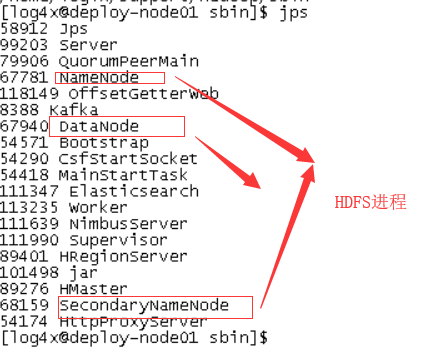 [log4x@deploy-node01 sbin]$ jps
58912 Jps
99203 Server
79906 QuorumPeerMain
67781 NameNode
118149 OffsetGetterWeb
8388 Kafka
67940 DataNode
54571 Bootstrap
54290 CsfStartSocket
54418 MainStartTask
111347 Elasticsearch
113235 Worker
111639 NimbusServer
111990 Supervisor
89401 HRegionServer
101498 jar
89276 HMaster
68159 SecondaryNameNode
54174 HttpProxyServer
[log4x@deploy-node01 sbin]$
HDFS进程